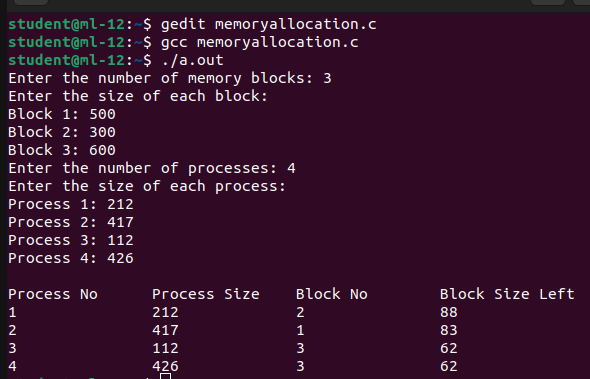 student@ml-12:~$ gedit memoryallocation.c
student@ml-12:~$ gcc memoryallocation.c
student@ml-12:~$ ./a.out
Enter the number of memory blocks: 3
Enter the size of each block:
Block 1: 500
Block 2: 300
Block 3: 600
Enter the number of processes: 4
Enter the size of each process:
Process 1: 212
Process 2: 417
Process 3: 112
Process 4: 426
Process No Process Size Block No Block Size Left
1 212 2 88
2 417 1 83
3 112 3 62
4 426 3 62